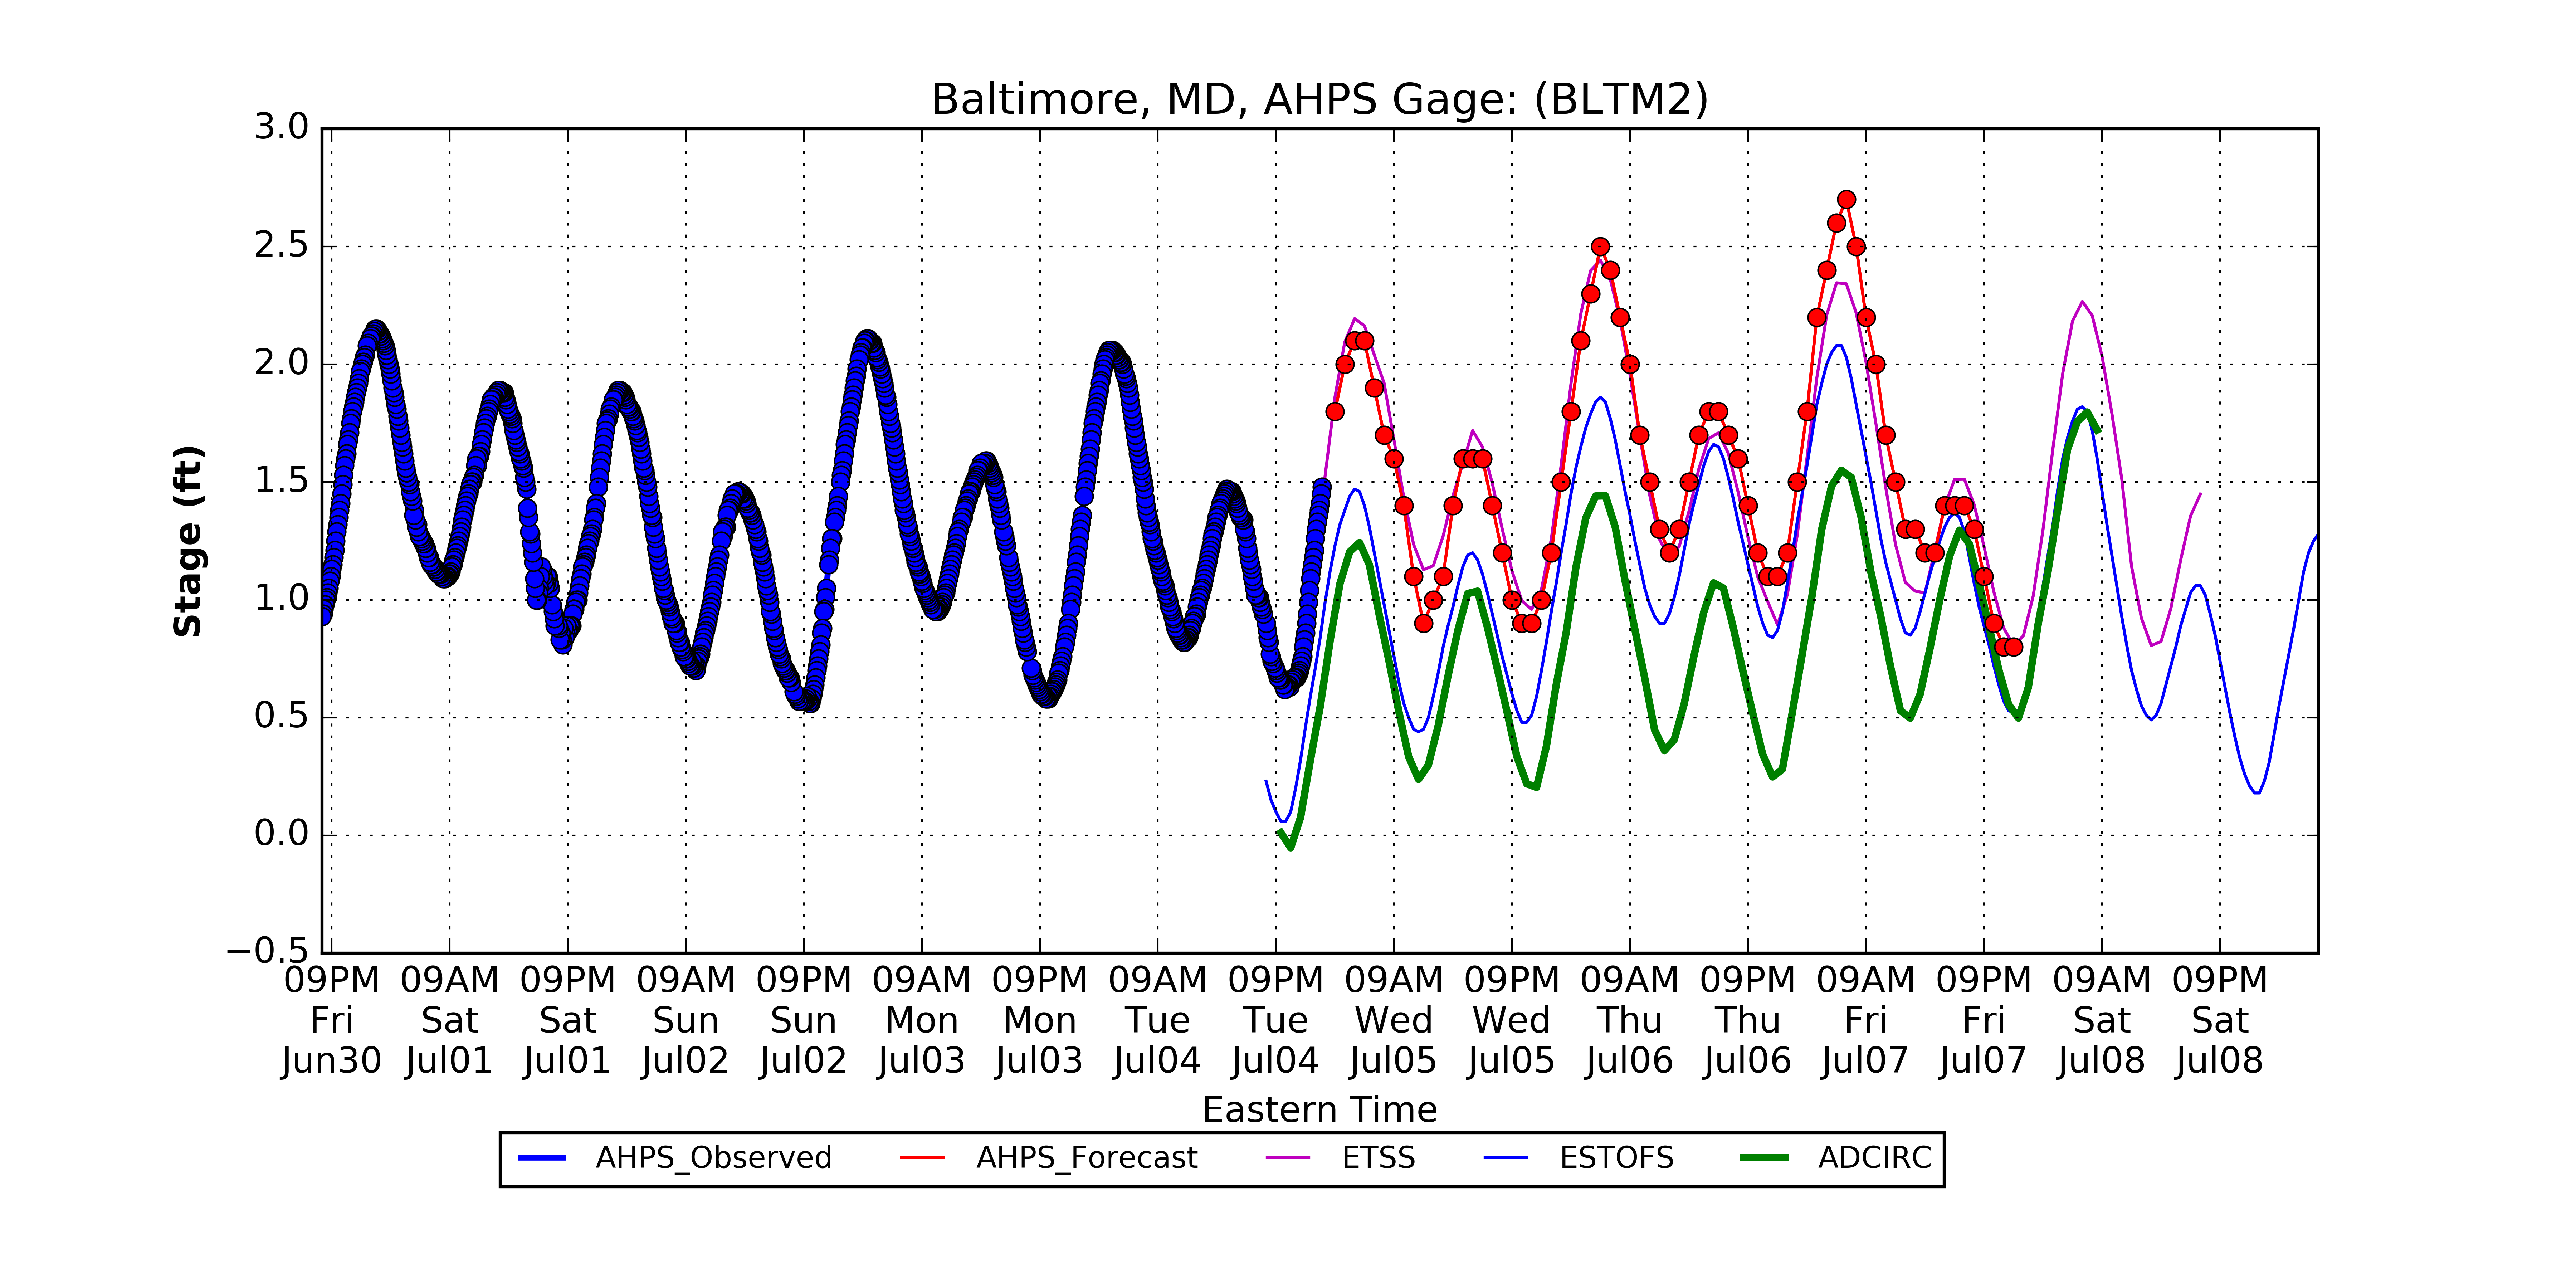 Baltimore, MD, AHPS Gage: (BLTM2)
3.0
2.5
2.0
1.5
1.0
0.5
0.0
−0.5
Stage (ft)
09PM 09AM 09PM 09AM 09PM 09AM 09PM 09AM 09PM 09AM 09PM 09AM 09PM 09AM 09PM 09AM 09PM
Fri Sat Sat Sun Sun Mon Mon Tue Tue Wed Wed Thu Thu Fri Fri Sat Sat
Jun30 Jul01 Jul01 Jul02 Jul02 Jul03 Jul03 Jul04 Jul04 Jul05 Jul05 Jul06 Jul06 Jul07 Jul07 Jul08 Jul08
Eastern Time
AHPS_Observed AHPS_Forecast ETSS ESTOFS ADCIRC